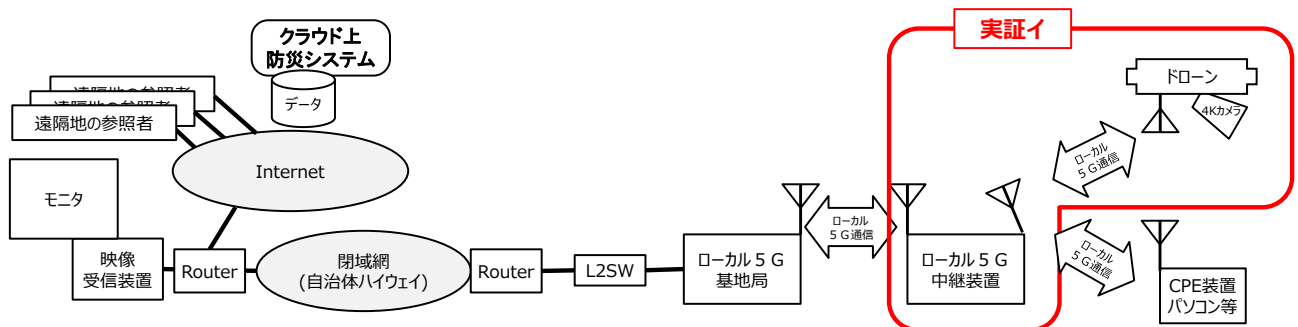 実証イ
クラウド上
防災システム
データ
遠隔地の参照者
遠隔地の参照者
遠隔地の参照者
Internet
モニタ
映像
受信装置
Router
閉域網
(自治体ハイウェイ)
Router
L2SW
ローカル５G
基地局
ローカル
５G通信
ローカル５G
中継装置
ローカル
５G通信
ドローン
4Kカメラ
ローカル
５G通信
CPE装置
パソコン等